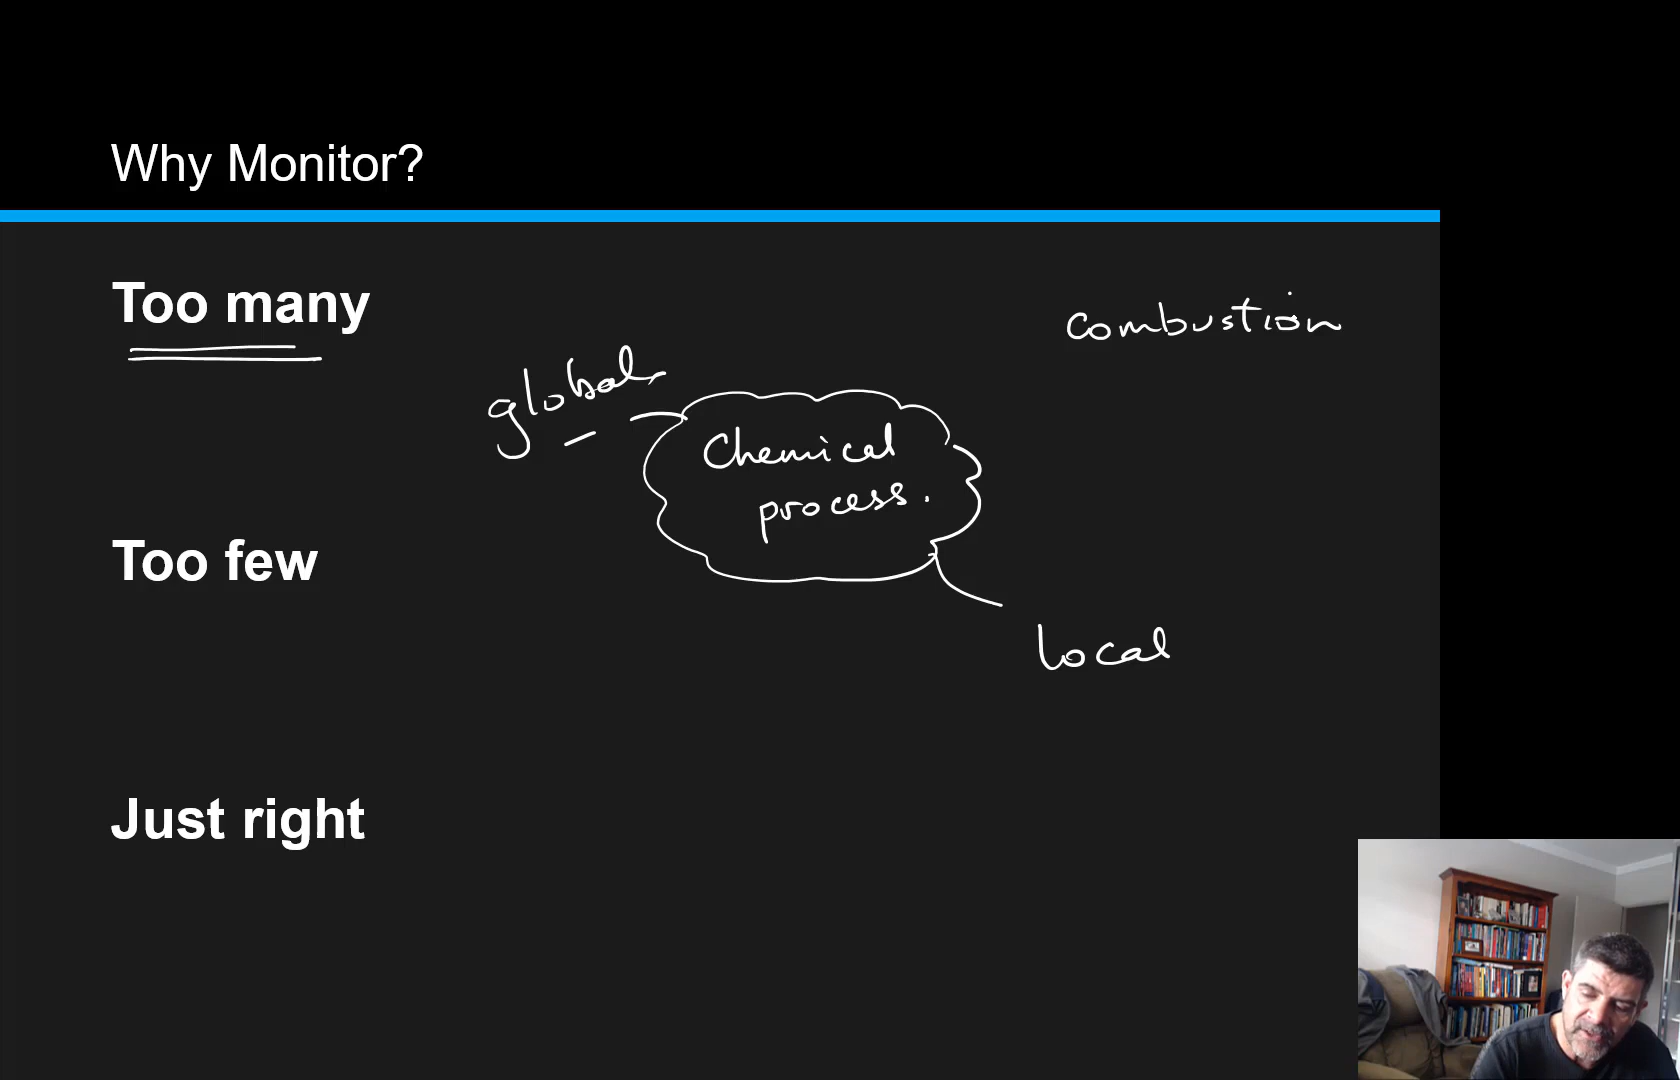 Why Monitor?
Too many
combustion
global
Chemical
process.
Too few
local
Just right